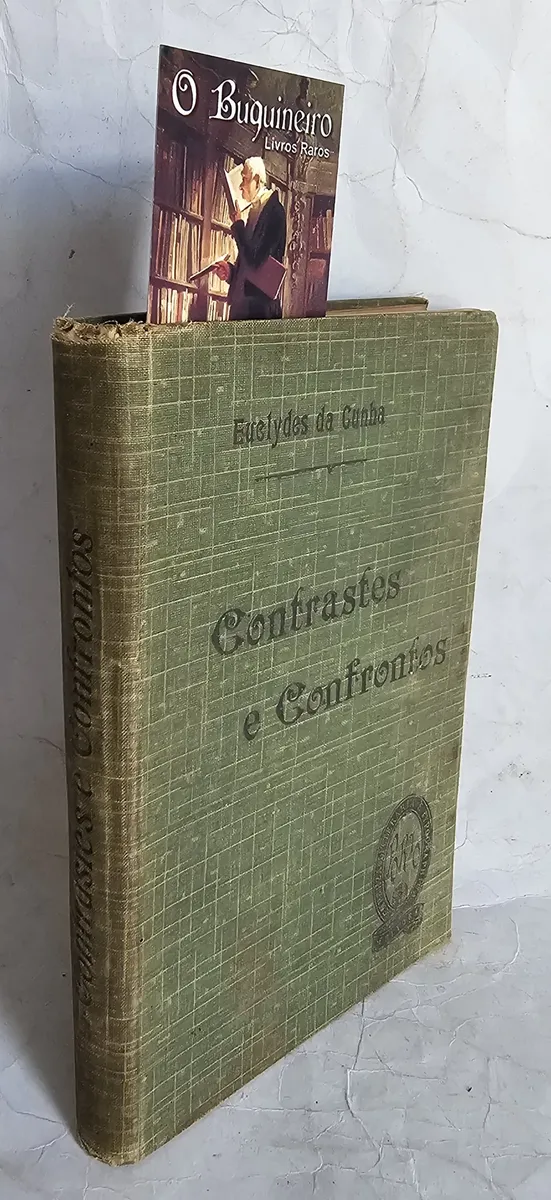 O Buquineiro
Livros Raros
Euclydes da Cunha
Contrastes
e Confrontos
Contrastes e Confrontos